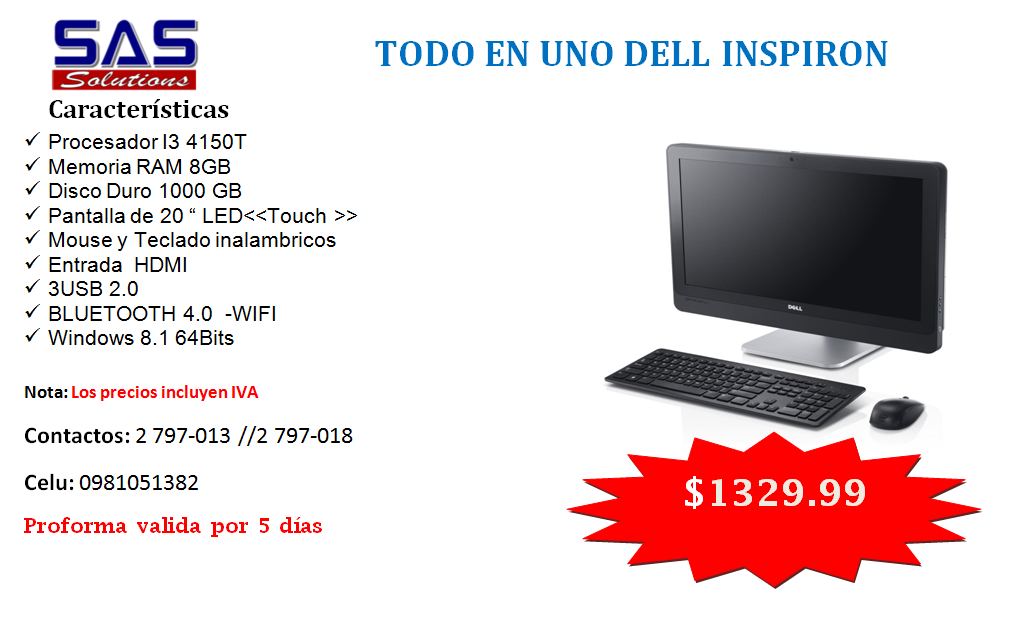 SAS
Solutions
TODO EN UNO DELL INSPIRON
Características
✓ Procesador I3 4150T
✓ Memoria RAM 8GB
✓ Disco Duro 1000 GB
✓ Pantalla de 20 “ LED<<Touch >>
✓ Mouse y Teclado inalambricos
✓ Entrada HDMI
✓ 3USB 2.0
✓ BLUETOOTH 4.0 -WIFI
✓ Windows 8.1 64Bits
Nota: Los precios incluyen IVA
Contactos: 2 797-013 //2 797-018
Celu: 0981051382
Proforma valida por 5 días
DELL
$1329.99